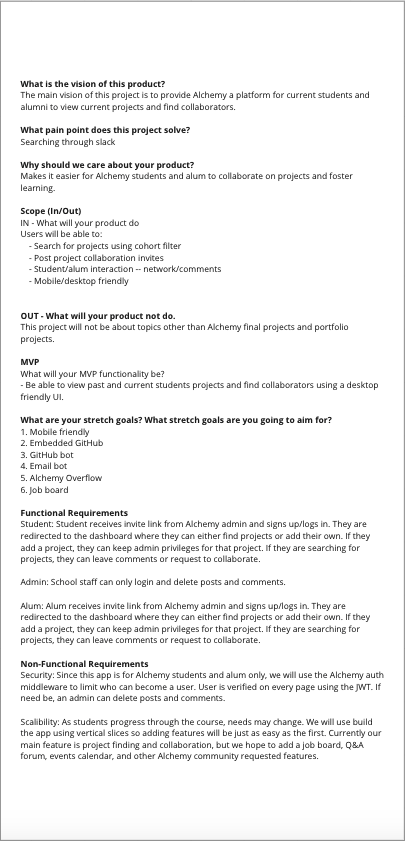 What is the vision of this product?
The main vision of this project is to provide Alchemy a platform for current students and
alumni to view current projects and find collaborators.
What pain point does this project solve?
Searching through slack
Why should we care about your product?
Makes it easier for Alchemy students and alum to collaborate on projects and foster
learning.
Scope (In/Out)
IN - What will your product do
Users will be able to:
- Search for projects using cohort filter
- Post project collaboration invites
- Student/alum interaction -- network/comments
- Mobile/desktop friendly
OUT - What will your product not do.
This project will not be about topics other than Alchemy final projects and portfolio
projects.
MVP
What will your MVP functionality be?
- Be able to view past and current students projects and find collaborators using a desktop
friendly UI.
What are your stretch goals? What stretch goals are you going to aim for?
1. Mobile friendly
2. Embedded GitHub
3. GitHub bot
4. Email bot
5. Alchemy Overflow
6. Job board
Functional Requirements
Student: Student receives invite link from Alchemy admin and signs up/logs in. They are
redirected to the dashboard where they can either find projects or add their own. If they
add a project, they can keep admin privileges for that project. If they are searching for
projects, they can leave comments or request to collaborate.
Admin: School staff can only login and delete posts and comments.
Alum: Alum receives invite link from Alchemy admin and signs up/logs in. They are
redirected to the dashboard where they can either find projects or add their own. If they
add a project, they can keep admin privileges for that project. If they are searching for
projects, they can leave comments or request to collaborate.
Non-Functional Requirements
Security: Since this app is for Alchemy students and alum only, we will use the Alchemy auth
middleware to limit who can become a user. User is verified on every page using the JWT. If
need be, an admin can delete posts and comments.
Scalibility: As students progress through the course, needs may change. We will use build
the app using vertical slices so adding features will be just as easy as the first. Currently our
main feature is project finding and collaboration, but we hope to add a job board, Q&A
forum, events calendar, and other Alchemy community requested features.